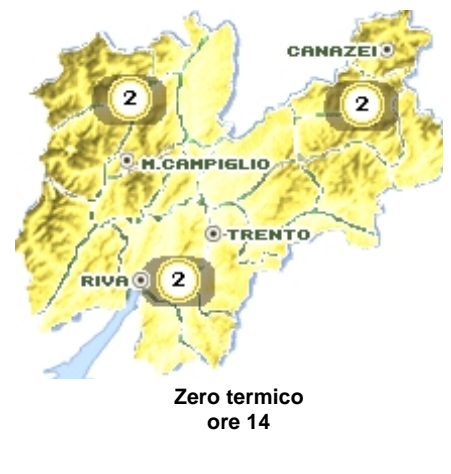 CANAZEI
2
2
M.CAMPIGLIO
TRENTO
RIVA
2
Zero termico
ore 14